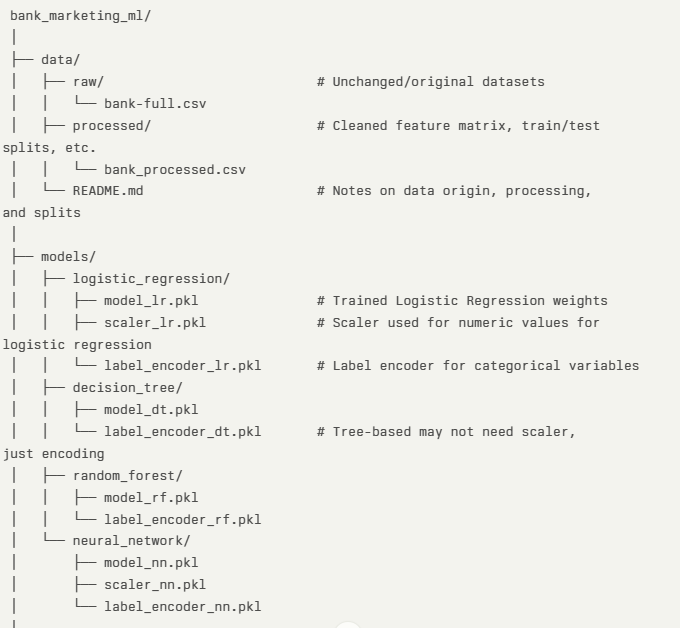 bank_marketing_ml/
│
├── data/
│   ├── raw/                           # Unchanged/original datasets
│   │   └── bank-full.csv
│   ├── processed/                     # Cleaned feature matrix, train/test
splits, etc.
│   │   └── bank_processed.csv
│   └── README.md                      # Notes on data origin, processing,
and splits
│
├── models/
│   ├── logistic_regression/
│   │   ├── model_lr.pkl               # Trained Logistic Regression weights
│   │   ├── scaler_lr.pkl              # Scaler used for numeric values for
logistic regression
│   │   └── label_encoder_lr.pkl       # Label encoder for categorical variables
│   ├── decision_tree/
│   │   ├── model_dt.pkl
│   │   └── label_encoder_dt.pkl       # Tree-based may not need scaler,
just encoding
│   ├── random_forest/
│   │   ├── model_rf.pkl
│   │   └── label_encoder_rf.pkl
│   └── neural_network/
│       ├── model_nn.pkl
│       ├── scaler_nn.pkl
│       └── label_encoder_nn.pkl
│